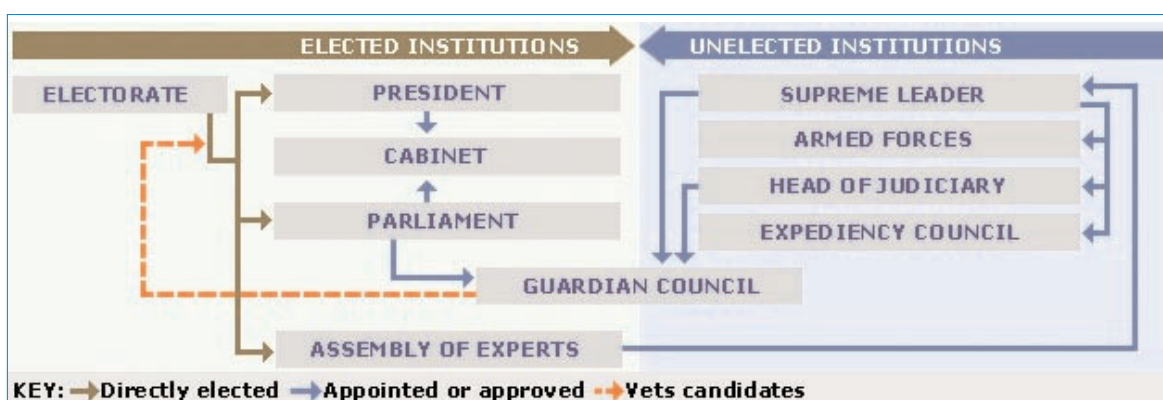 ELECTED INSTITUTIONS
UNELECTED INSTITUTIONS
ELECTORATE
PRESIDENT
SUPREME LEADER
CABINET
ARMED FORCES
HEAD OF JUDICIARY
PARLIAMENT
EXPEDIENCY COUNCIL
GUARDIAN COUNCIL
ASSEMBLY OF EXPERTS
KEY: Directly elected Appointed or approved Vets candidates